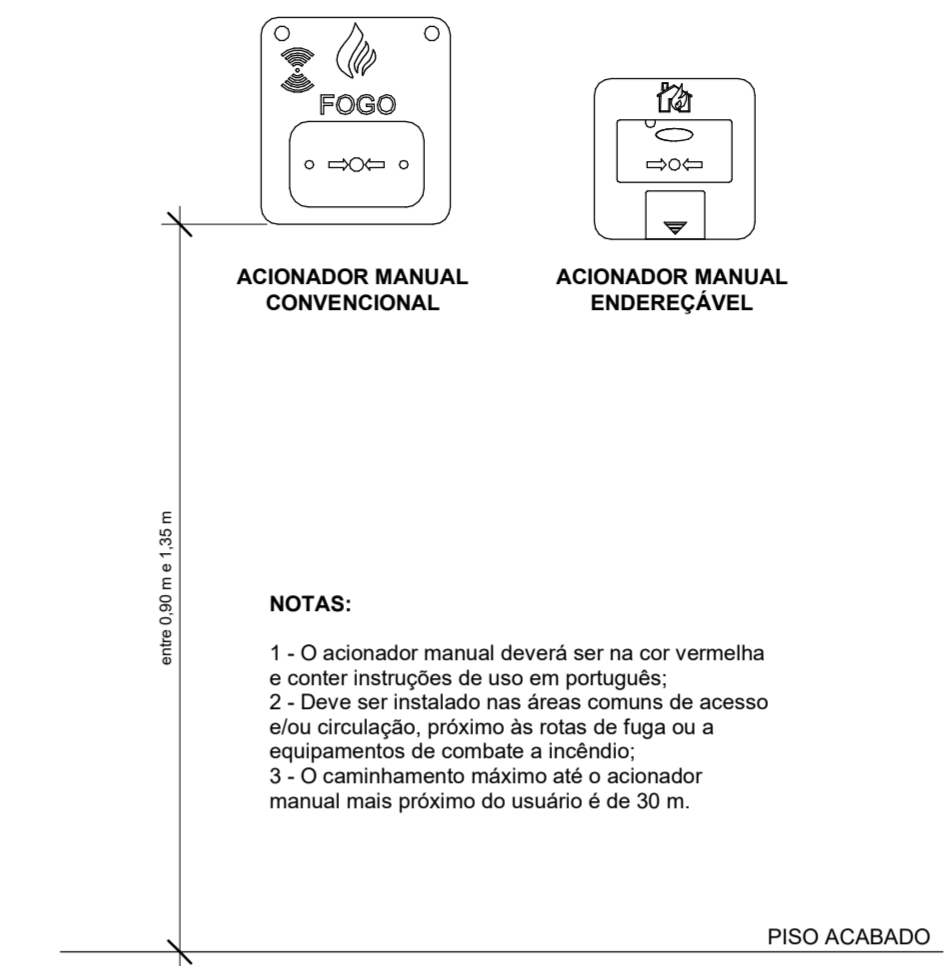 FOGO
ACIONADOR MANUAL
CONVENCIONAL
ACIONADOR MANUAL
ENDEREÇÁVEL
entre 0,90 m e 1,35 m
NOTAS:
1 - O acionador manual deverá ser na cor vermelha
e conter instruções de uso em português;
2 - Deve ser instalado nas áreas comuns de acesso
e/ou circulação, próximo às rotas de fuga ou a
equipamentos de combate a incêndio;
3 - O caminhamento máximo até o acionador
manual mais próximo do usuário é de 30 m.
PISO ACABADO